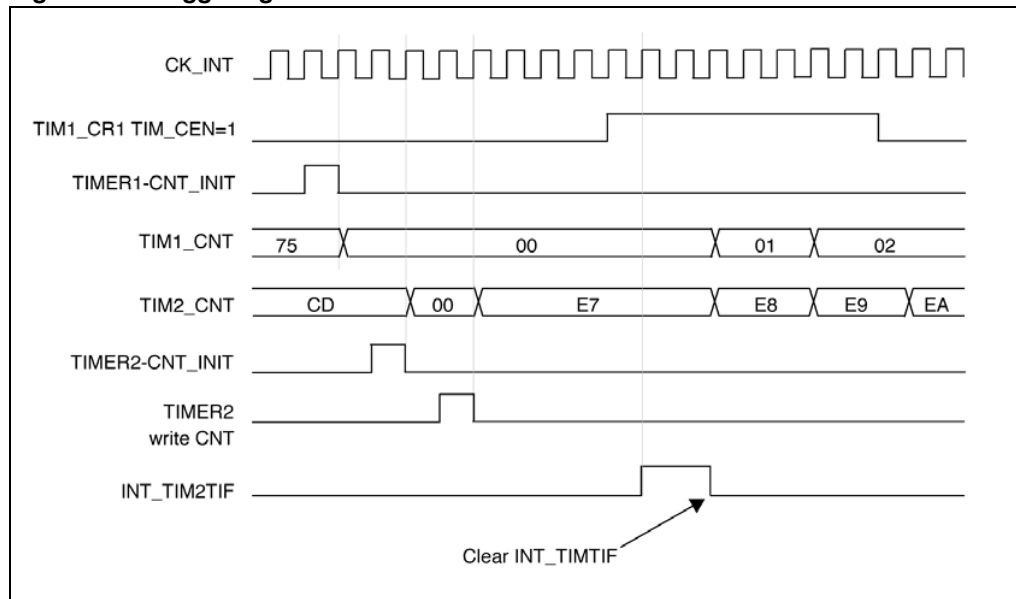 CK_INT
TIM1_CR1 TIM_CEN=1
TIMER1-CNT_INIT
TIM1_CNT 75 00 01 02
TIM2_CNT CD 00 E7 E8 E9 EA
TIMER2-CNT_INIT
TIMER2
write CNT
INT_TIM2TIF
Clear INT_TIMTIF